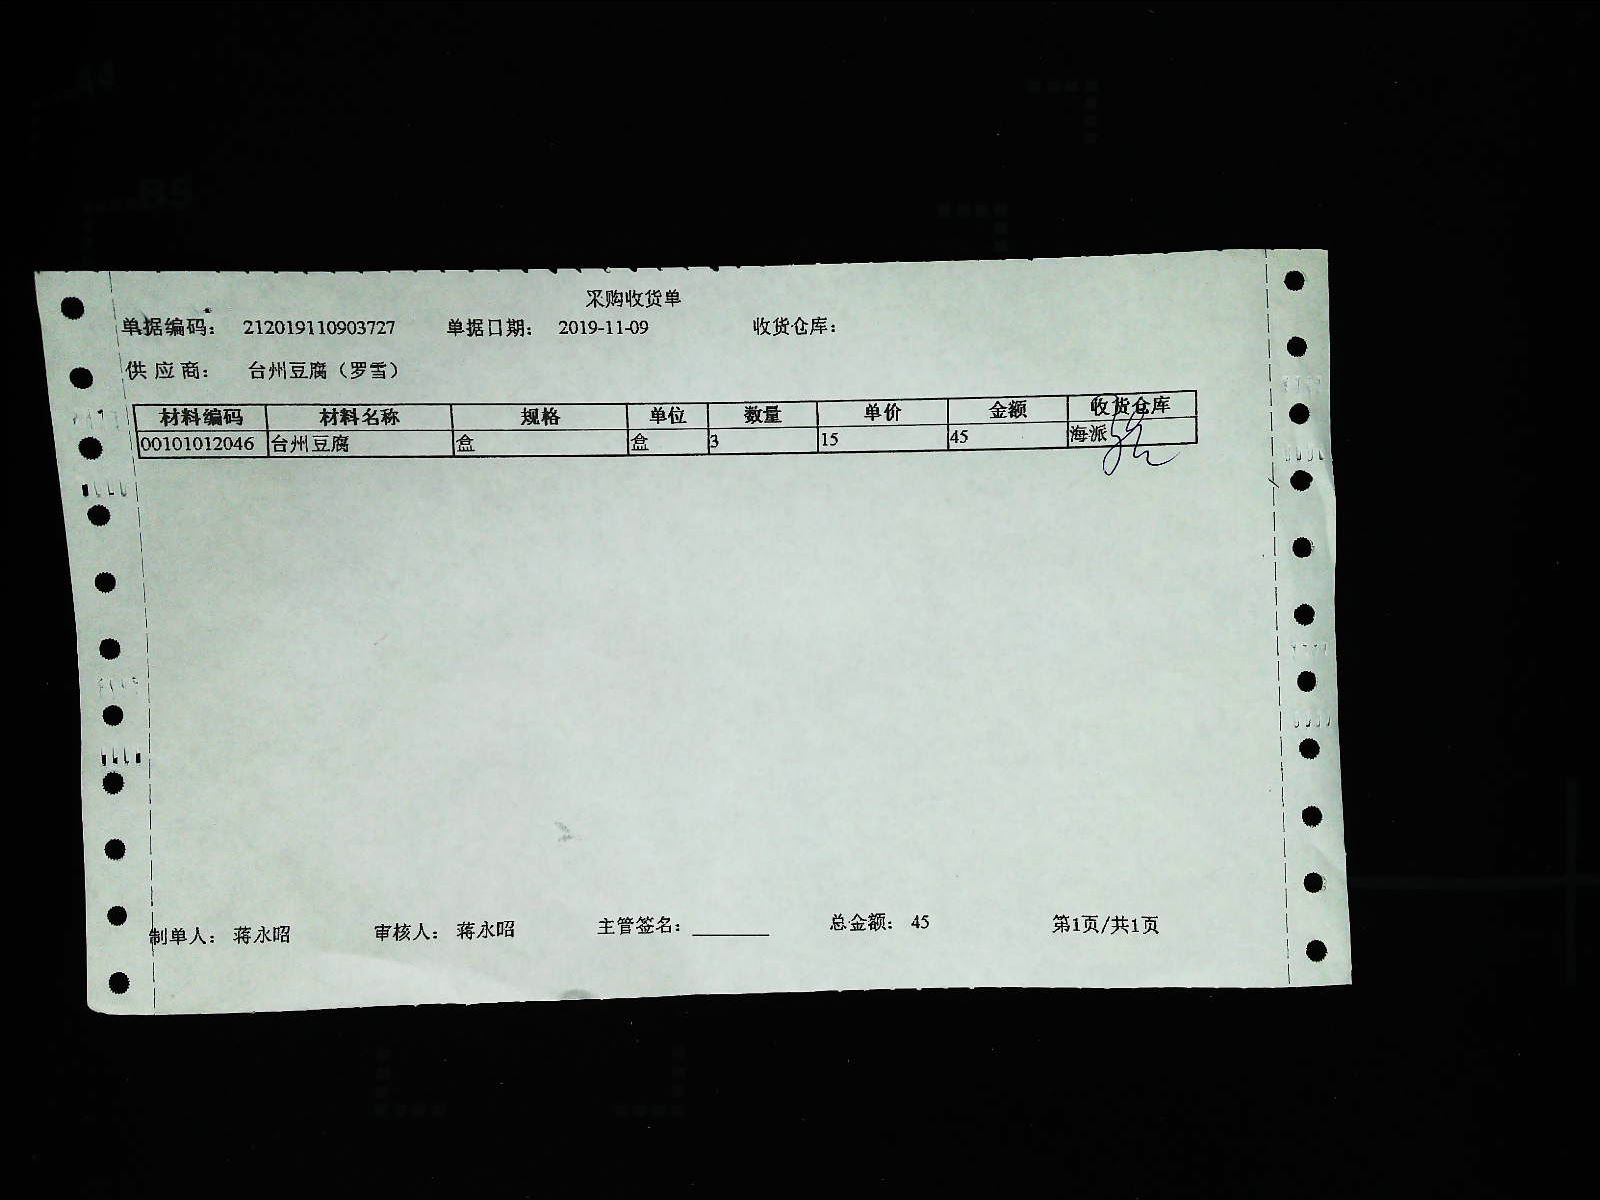 采购收货单
单据编码： 212019110903727 单据日期： 2019-11-09 收货仓库：
供应商： 台州豆腐（罗雪）
材料编码 材料名称 规格 单位 数量 单价 金额 收货仓库
00101012046 台州豆腐 盒 盒 3 15 45 海派
制单人： 蒋永昭 审核人： 蒋永昭 主管签名： 总金额： 45 第1页/共1页